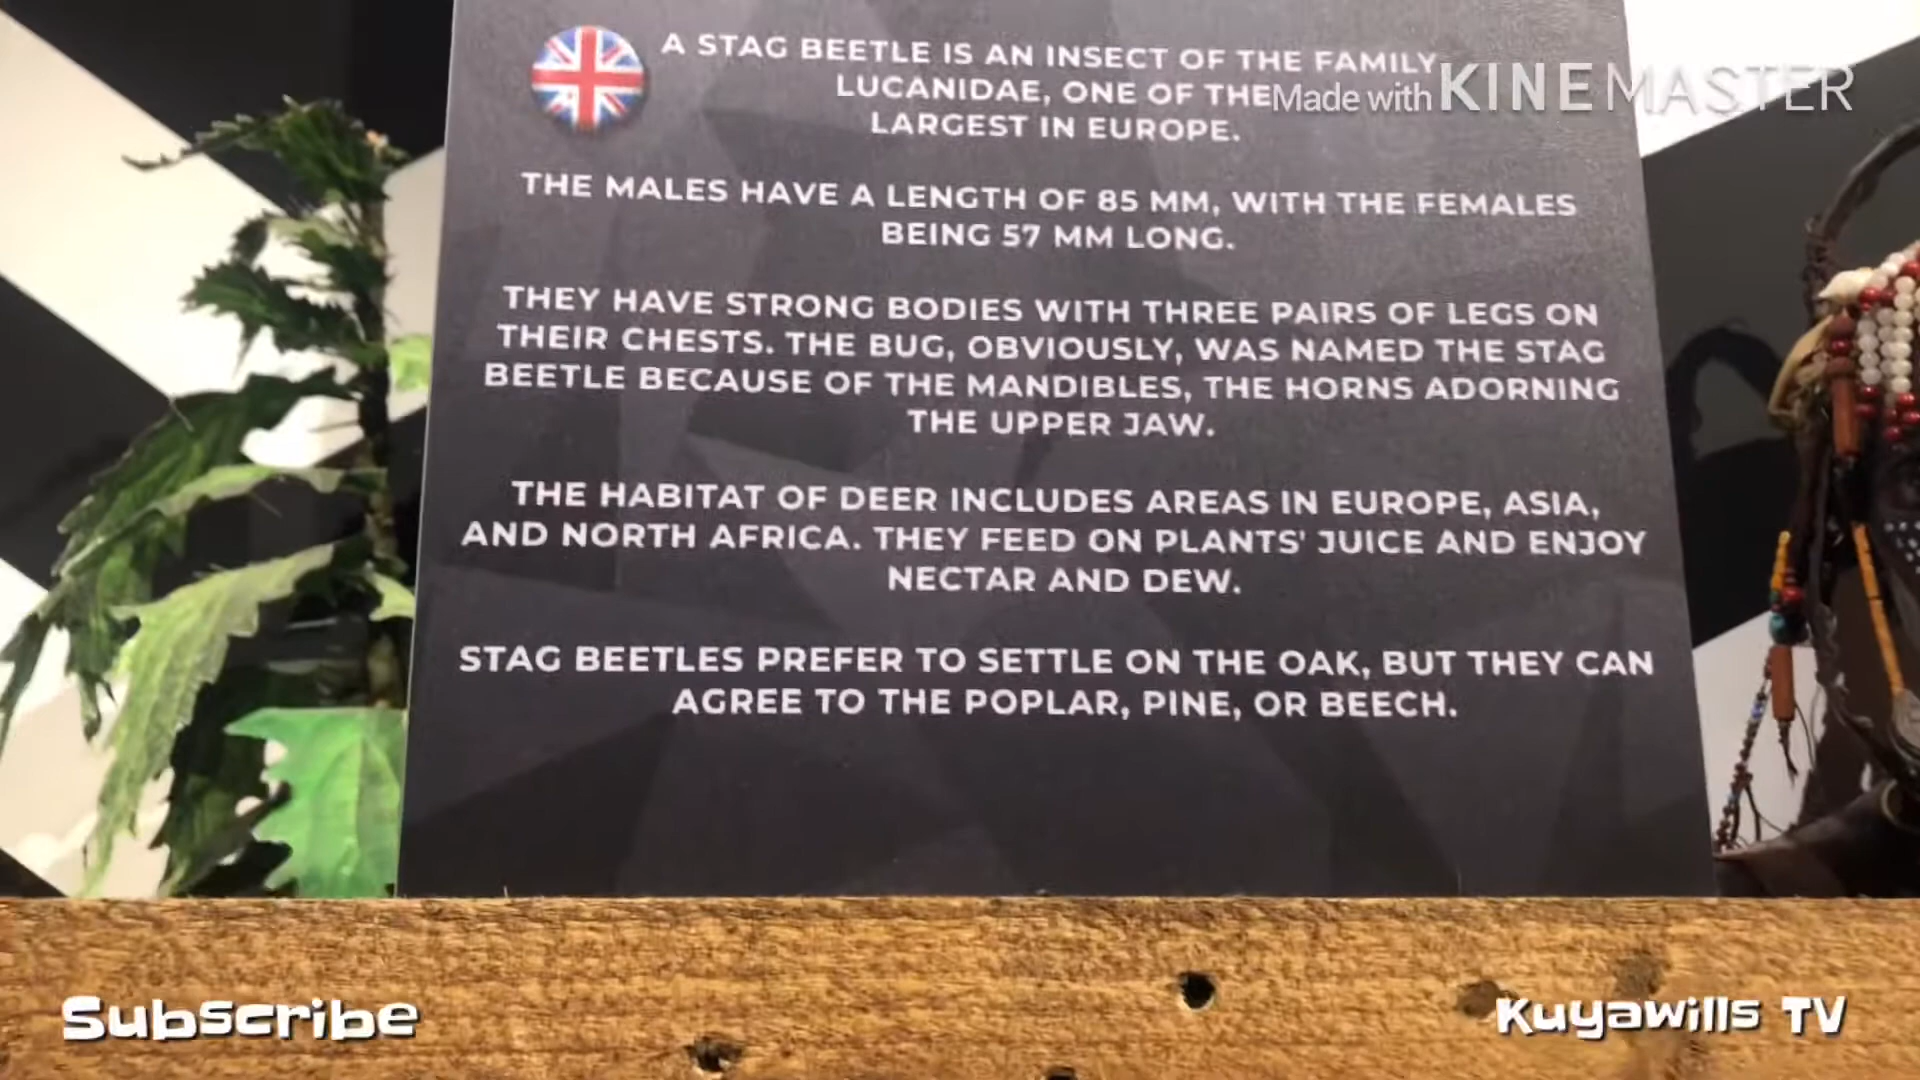 A STAG BEETLE IS AN INSECT OF THE FAMILY
LUCANIDAE, ONE OF THE
LARGEST IN EUROPE.
Made with KINEMASTER
THE MALES HAVE A LENGTH OF 85 MM, WITH THE FEMALES
BEING 57 MM LONG.
THEY HAVE STRONG BODIES WITH THREE PAIRS OF LEGS ON
THEIR CHESTS. THE BUG, OBVIOUSLY, WAS NAMED THE STAG
BEETLE BECAUSE OF THE MANDIBLES, THE HORNS ADORNING
THE UPPER JAW.
THE HABITAT OF DEER INCLUDES AREAS IN EUROPE, ASIA,
AND NORTH AFRICA. THEY FEED ON PLANTS' JUICE AND ENJOY
NECTAR AND DEW.
STAG BEETLES PREFER TO SETTLE ON THE OAK, BUT THEY CAN
AGREE TO THE POPLAR, PINE, OR BEECH.
Subscribe
Kuyawills TV